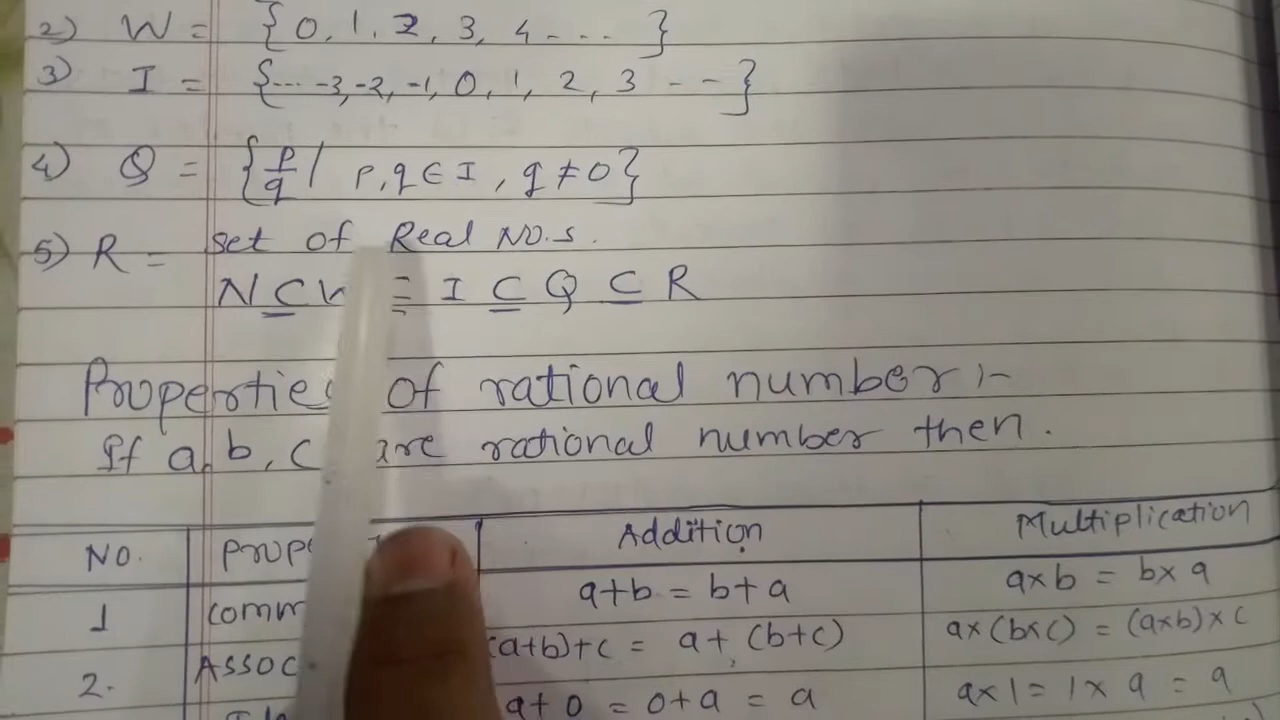 2) W = {0, 1, 2, 3, 4 - ... }
3) I = {... -3, -2, -1, 0, 1, 2, 3 - - }
4) Q = {p/q / p, q ∈ I, q ≠ 0}
5) R = set of Real NO.s.
N ⊆ I ⊆ Q ⊆ R
Properties of rational number :-
If a, b, c are rational number then.
NO. Addition Multiplication
1 a+b = b+a a×b = b×a
2. (a+b)+c = a+(b+c) a×(b×c) = (a×b)×c
a+0 = 0+a = a a×1 = 1×a = a